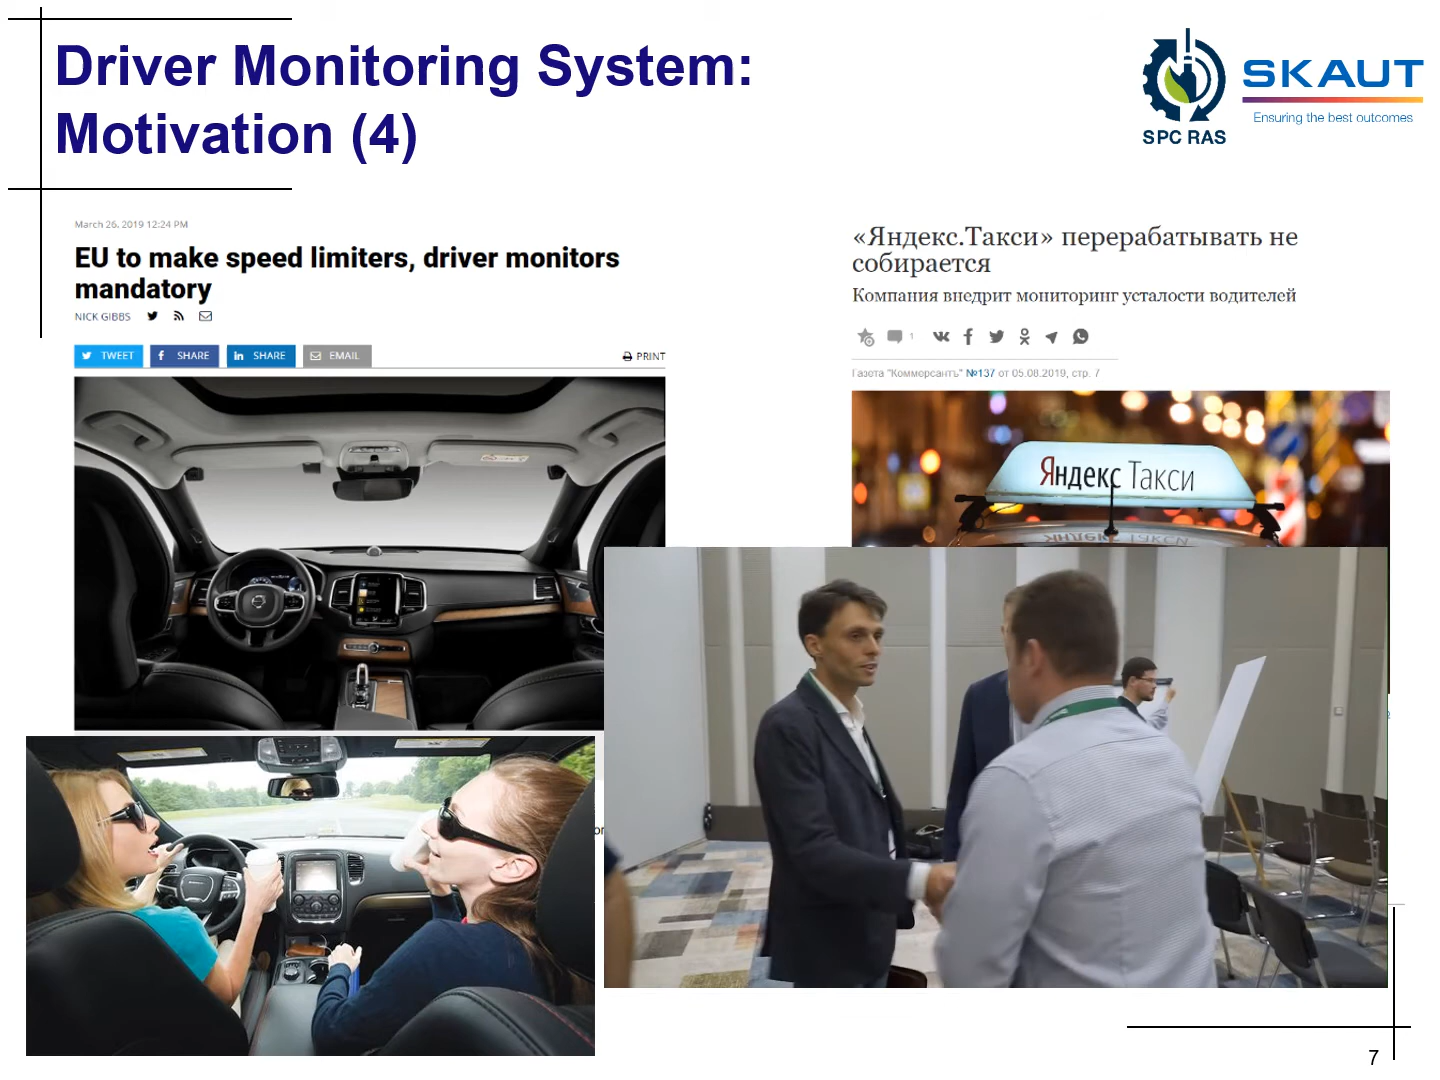 Driver Monitoring System:
Motivation (4)
SPC RAS
SKAUT
Ensuring the best outcomes
March 26, 2019 12:24 PM
EU to make speed limiters, driver monitors
mandatory
NICK GIBBS
TWEET
SHARE
SHARE
EMAIL
PRINT
«Яндекс.Такси» перерабатывать не
собирается
Компания внедрит мониторинг усталости водителей
1
Газета "Коммерсантъ" №137 от 05.08.2019, стр. 7
Яндекс Такси
7